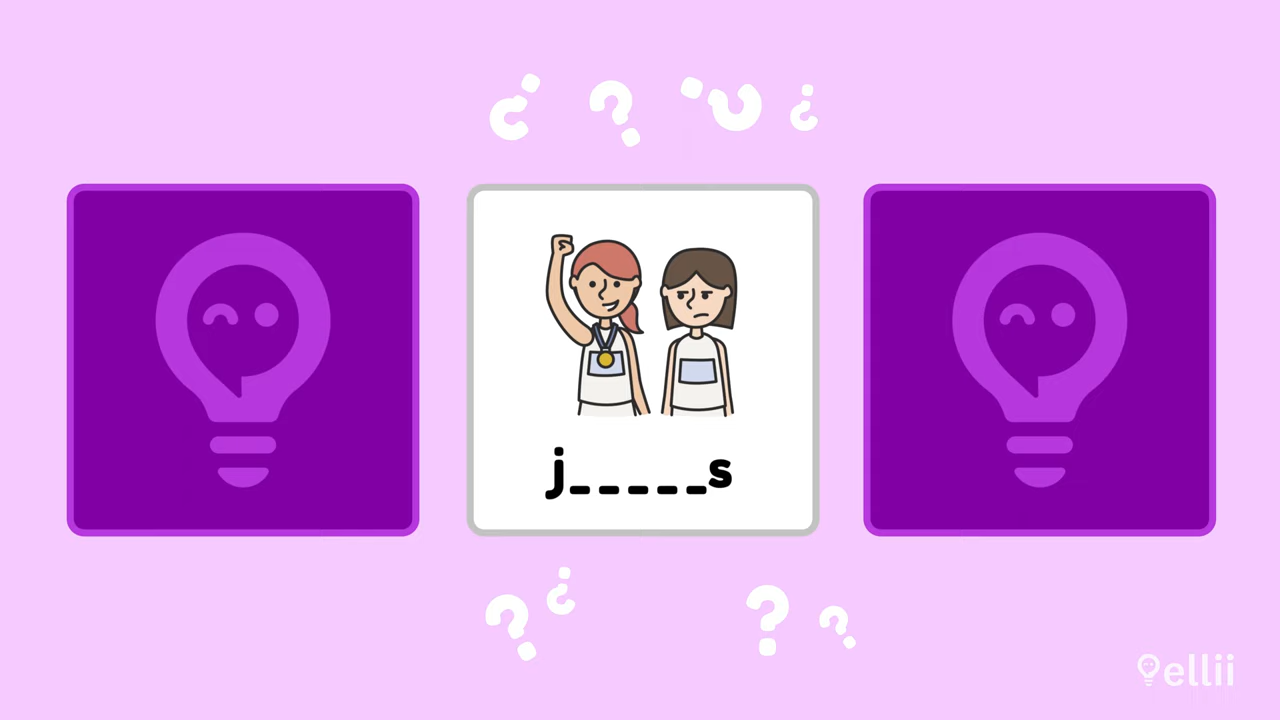 ¿ ? ¿ ¿
j_____s
? ¿ ? ?
ellii